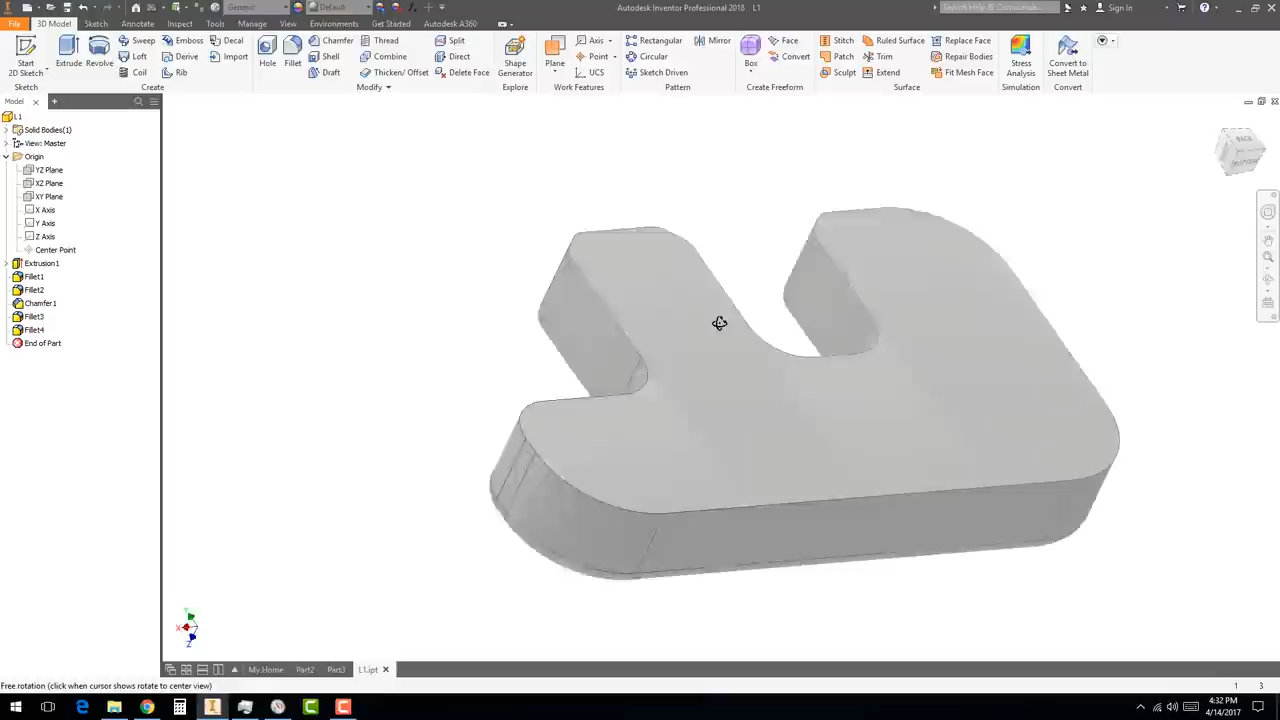 Generic
Default
Autodesk Inventor Professional 2018 L1
Search Help & Commands...
Sign In
File
3D Model
Sketch
Annotate
Inspect
Tools
Manage
View
Environments
Get Started
Autodesk A360
Start
2D Sketch
Extrude
Revolve
Sweep
Emboss
Decal
Loft
Derive
Import
Coil
Rib
Hole
Fillet
Chamfer
Thread
Split
Shell
Combine
Direct
Draft
Thicken/ Offset
Delete Face
Shape
Generator
Plane
Axis
Point
UCS
Rectangular
Mirror
Circular
Sketch Driven
Box
Face
Convert
Stitch
Ruled Surface
Replace Face
Patch
Trim
Repair Bodies
Sculpt
Extend
Fit Mesh Face
Stress
Analysis
Convert to
Sheet Metal
Sketch
Create
Modify
Explore
Work Features
Pattern
Create Freeform
Surface
Simulation
Convert
Model
L1
Solid Bodies(1)
View: Master
Origin
YZ Plane
XZ Plane
XY Plane
X Axis
Y Axis
Z Axis
Center Point
Extrusion1
Fillet1
Fillet2
Chamfer1
Fillet3
Fillet4
End of Part
BACK
BOTTOM
Y
X
Z
My Home
Part2
Part3
L1.ipt
Free rotation (click when cursor shows rotate to center view)
1
3
4:32 PM
4/14/2017